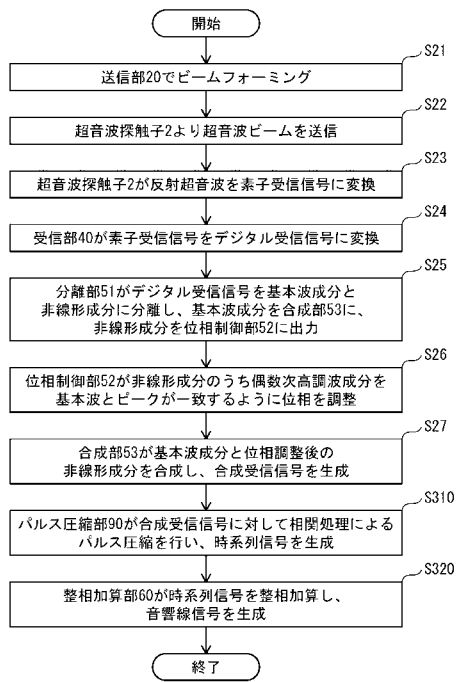 開始
S21
送信部20でビームフォーミング
S22
超音波探触子2より超音波ビームを送信
S23
超音波探触子2が反射超音波を素子受信信号に変換
S24
受信部40が素子受信信号をデジタル受信信号に変換
S25
分離部51がデジタル受信信号を基本波成分と
非線形成分に分離し、基本波成分を合成部53に、
非線形成分を位相制御部52に出力
S26
位相制御部52が非線形成分のうち偶数次高調波成分を
基本波とピークが一致するように位相を調整
S27
合成部53が基本波成分と位相調整後の
非線形成分を合成し、合成受信信号を生成
S310
パルス圧縮部90が合成受信信号に対して相関処理による
パルス圧縮を行い、時系列信号を生成
S320
整相加算部60が時系列信号を整相加算し、
音響線信号を生成
終了